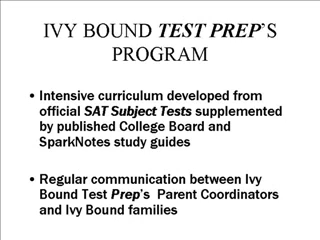 IVY BOUND TEST PREP'S
PROGRAM
• Intensive curriculum developed from
official SAT Subject Tests supplemented
by published College Board and
SparkNotes study guides
• Regular communication between Ivy
Bound Test Prep's  Parent Coordinators
and Ivy Bound families